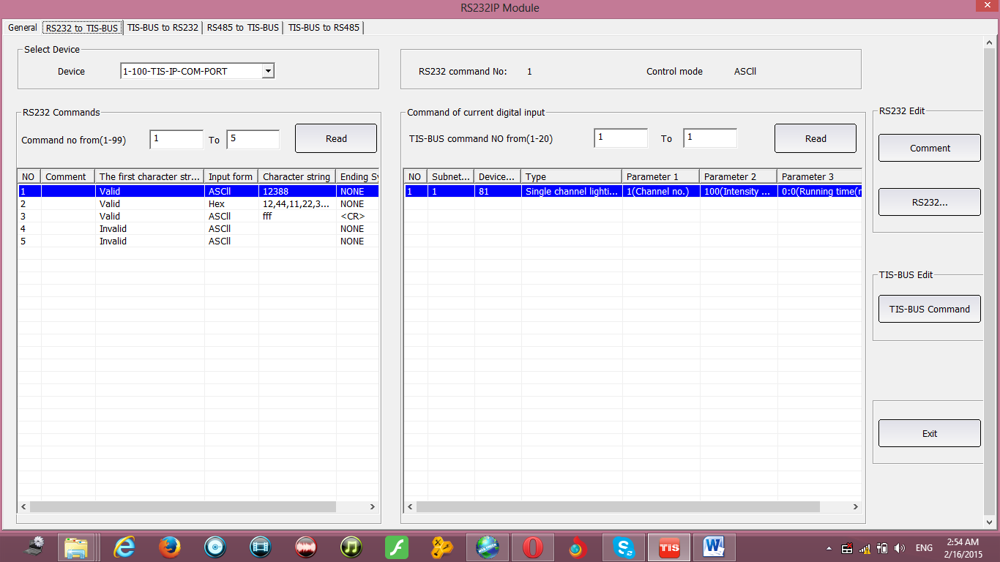 RS232IP Module
General RS232 to TIS-BUS TIS-BUS to RS232 RS485 to TIS-BUS TIS-BUS to RS485
Select Device
Device 1-100-TIS-IP-COM-PORT
RS232 command No: 1 Control mode ASCll
RS232 Commands
Command no from(1-99) 1 To 5 Read
NO Comment The first character str... Input form Character string Ending Sy
1 Valid ASCll 12388 NONE
2 Valid Hex 12,44,11,22,3... NONE
3 Valid ASCll fff <CR>
4 Invalid ASCll NONE
5 Invalid ASCll NONE
Command of current digital input
TIS-BUS command NO from(1-20) 1 To 1 Read
NO Subnet... Device... Type Parameter 1 Parameter 2 Parameter 3
1 1 81 Single channel lighti... 1(Channel no.) 100(Intensity ... 0:0(Running time(r
RS232 Edit
Comment
RS232...
TIS-BUS Edit
TIS-BUS Command
Exit
TIS
ENG
2:54 AM
2/16/2015